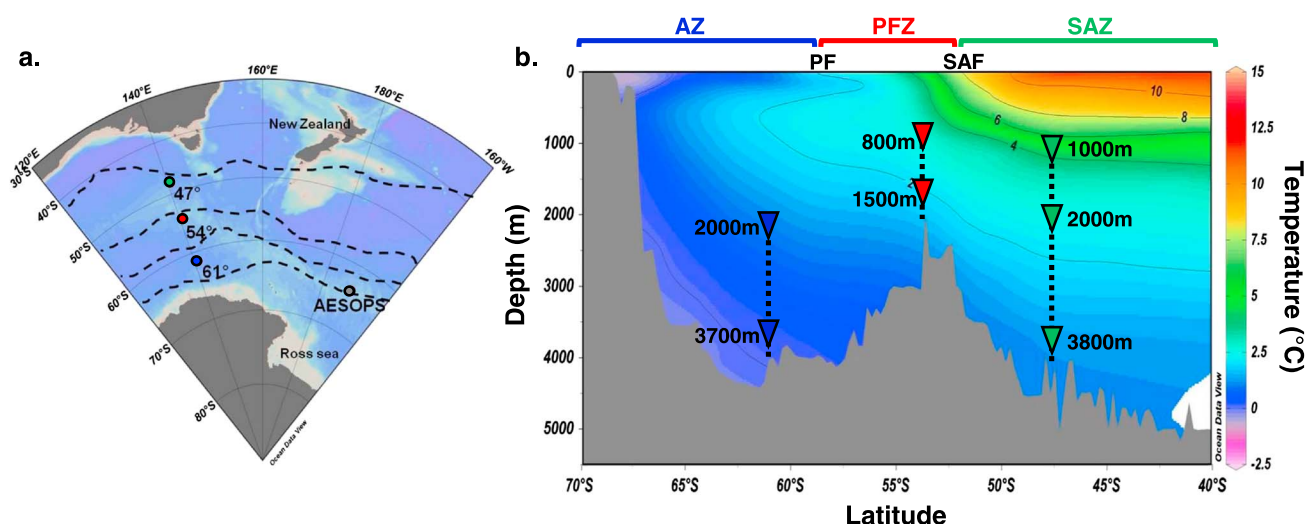 a.
120°E
140°E
160°E
180°E
160°W
30°S
40°S
50°S
60°S
70°S
80°S
New Zealand
47°
54°
61°
AESOPS
Ross sea
Ocean Data View
b.
AZ
PFZ
SAZ
PF
SAF
Depth (m)
0
1000
2000
3000
4000
5000
70°S
65°S
60°S
55°S
50°S
45°S
40°S
Latitude
2000m
3700m
800m
1500m
1000m
2000m
3800m
2
4
6
8
10
Ocean Data View
15
12.5
10
7.5
5
2.5
0
-2.5
Temperature (°C)